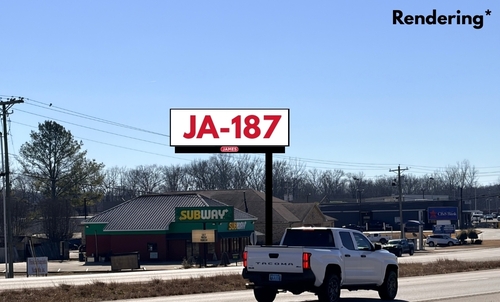 Rendering*
JA-187
JAMES
SUBWAY
SUBWAY
TACOMA